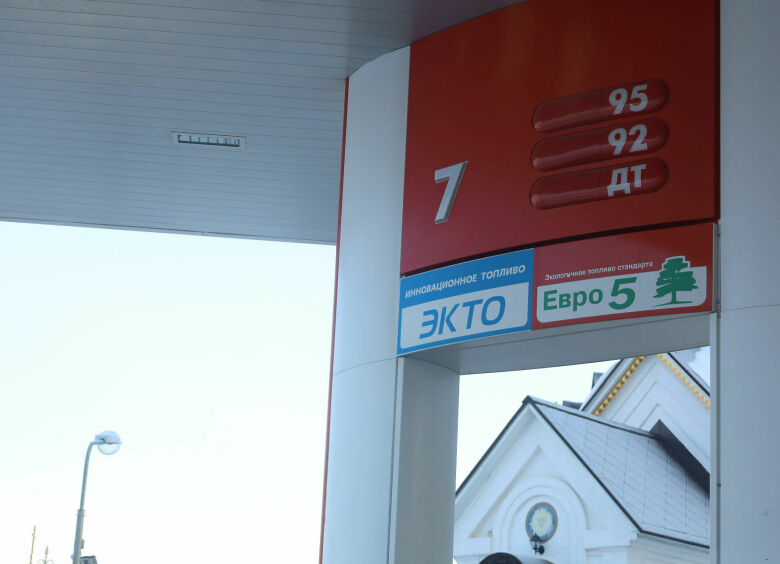 95
92
ДТ
7
ИННОВАЦИОННОЕ ТОПЛИВО
ЭКТО
Экологичное топливо стандарта
Евро 5